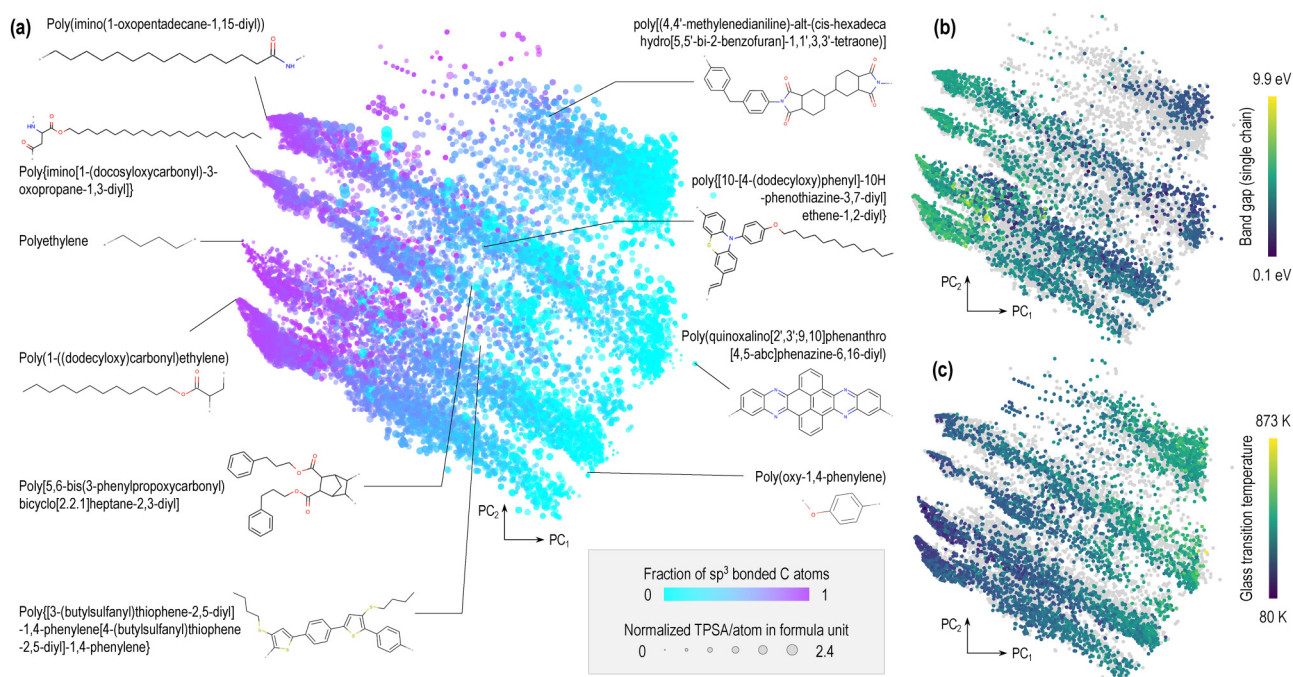 (a)
Poly(imino(1-oxopentadecane-1,15-diyl))
O
NH
HN
O
O
O
Poly{imino[1-(docosyloxycarbonyl)-3-
oxopropane-1,3-diyl]}
Polyethylene
Poly(1-((dodecyloxy)carbonyl)ethylene)
O
O
Poly[5,6-bis(3-phenylpropoxycarbonyl)
bicyclo[2.2.1]heptane-2,3-diyl]
O
O
O
O
Poly{[3-(butylsulfanyl)thiophene-2,5-diyl]
-1,4-phenylene[4-(butylsulfanyl)thiophene
-2,5-diyl]-1,4-phenylene}
S
S
S
S
poly[(4,4'-methylenedianiline)-alt-(cis-hexadeca
hydro[5,5'-bi-2-benzofuran]-1,1',3,3'-tetraone)]
O
O
N
N
O
O
poly{[10-[4-(dodecyloxy)phenyl]-10H
-phenothiazine-3,7-diyl]
ethene-1,2-diyl}
S
N
O
Poly(quinoxalino[2',3';9,10]phenanthro
[4,5-abc]phenazine-6,16-diyl)
N
N
N
N
Poly(oxy-1,4-phenylene)
O
PC2
PC1
Fraction of sp3 bonded C atoms
0
1
Normalized TPSA/atom in formula unit
0
2.4
(b)
PC2
PC1
9.9 eV
Band gap (single chain)
0.1 eV
(c)
PC2
PC1
873 K
Glass transition temperature
80 K